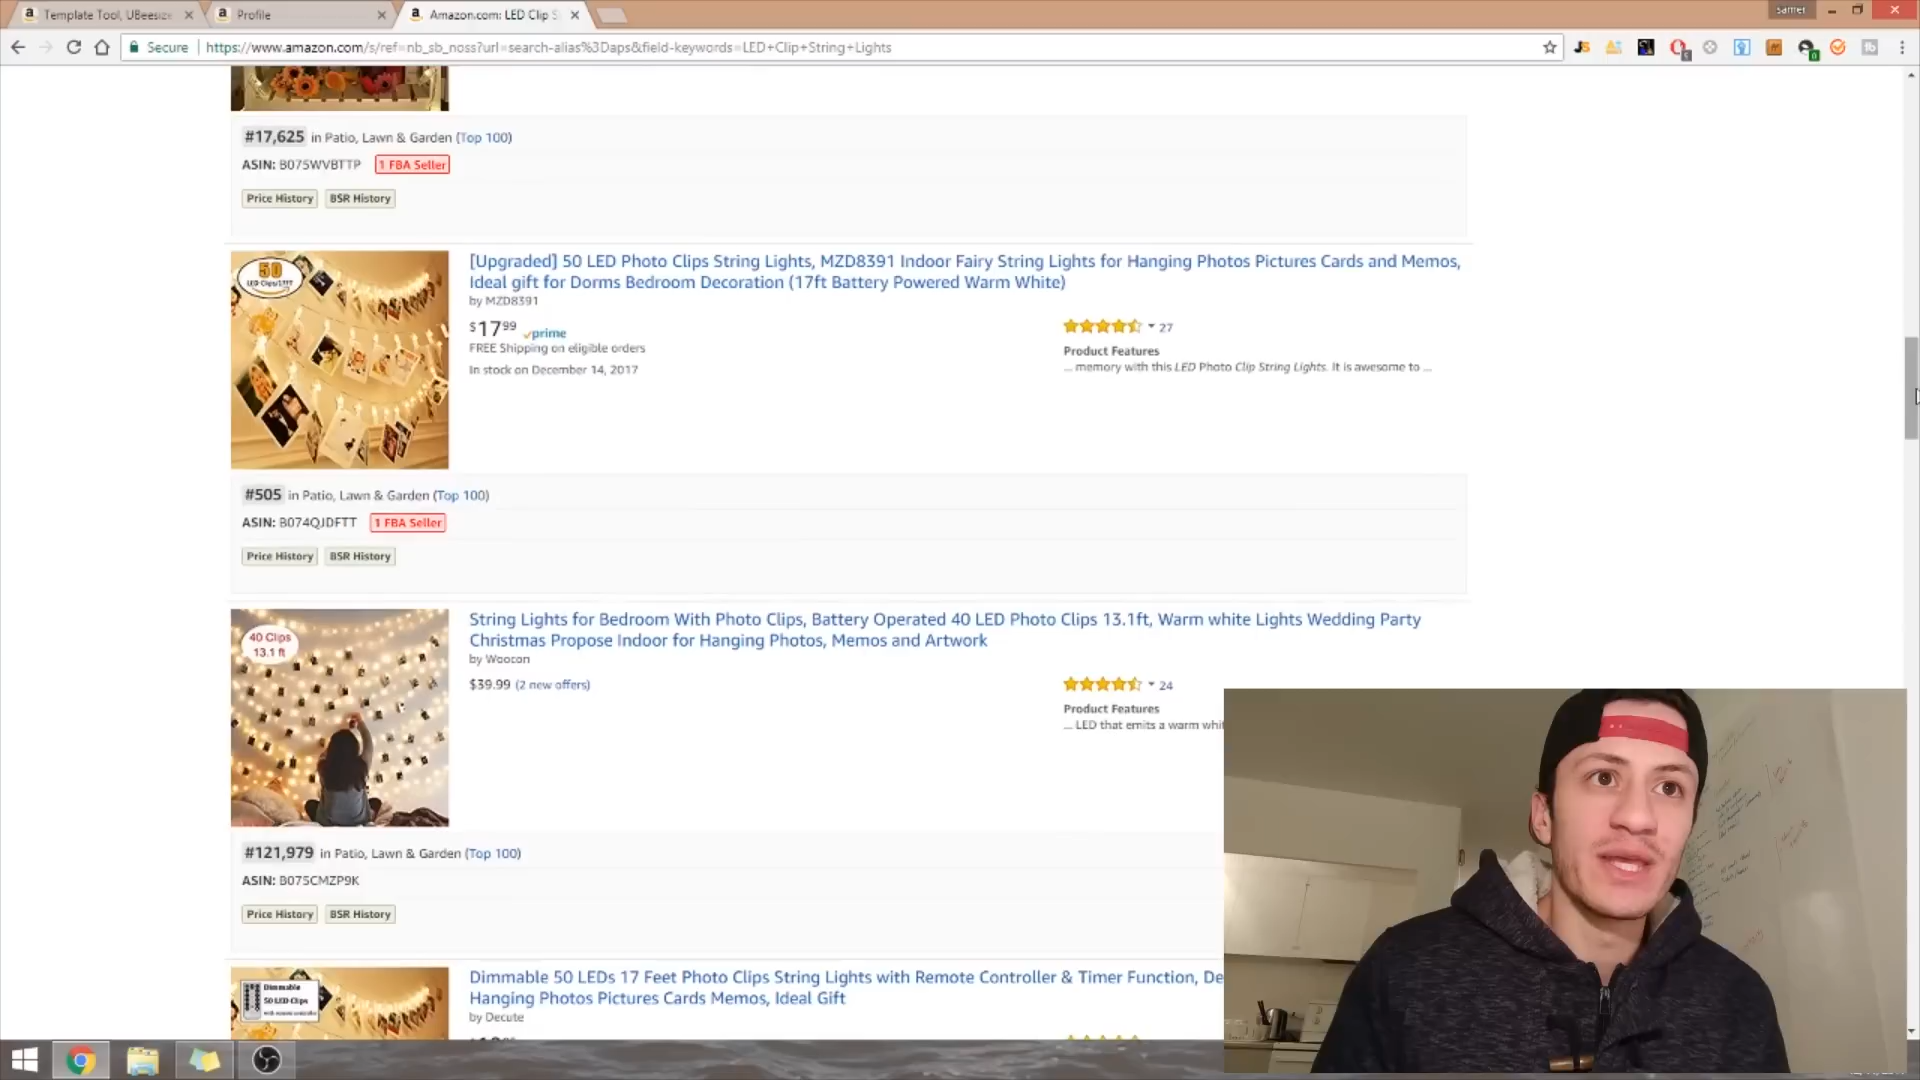 Template Tool, UBeesize
Profile
Amazon.com: LED Clip S
samer
Secure
https://www.amazon.com/s/ref=nb_sb_noss?url=search-alias%3Daps&field-keywords=LED+Clip+String+Lights
#17,625 in Patio, Lawn & Garden (Top 100)
ASIN: B075WVBTTP 1 FBA Seller
Price History BSR History
50
LED Clips/17FT
[Upgraded] 50 LED Photo Clips String Lights, MZD8391 Indoor Fairy String Lights for Hanging Photos Pictures Cards and Memos,
Ideal gift for Dorms Bedroom Decoration (17ft Battery Powered Warm White)
by MZD8391
$17.99 prime
FREE Shipping on eligible orders
In stock on December 14, 2017
27
Product Features
... memory with this LED Photo Clip String Lights. It is awesome to ...
#505 in Patio, Lawn & Garden (Top 100)
ASIN: B074QJDFTT 1 FBA Seller
Price History BSR History
40 Clips
13.1 ft
String Lights for Bedroom With Photo Clips, Battery Operated 40 LED Photo Clips 13.1ft, Warm white Lights Wedding Party
Christmas Propose Indoor for Hanging Photos, Memos and Artwork
by Woocon
$39.99 (2 new offers)
24
Product Features
... LED that emits a warm whi
#121,979 in Patio, Lawn & Garden (Top 100)
ASIN: B075CMZP9K
Price History BSR History
Dimmable
50 LED Clips
with remote controller
Dimmable 50 LEDs 17 Feet Photo Clips String Lights with Remote Controller & Timer Function, De
Hanging Photos Pictures Cards Memos, Ideal Gift
by Decute